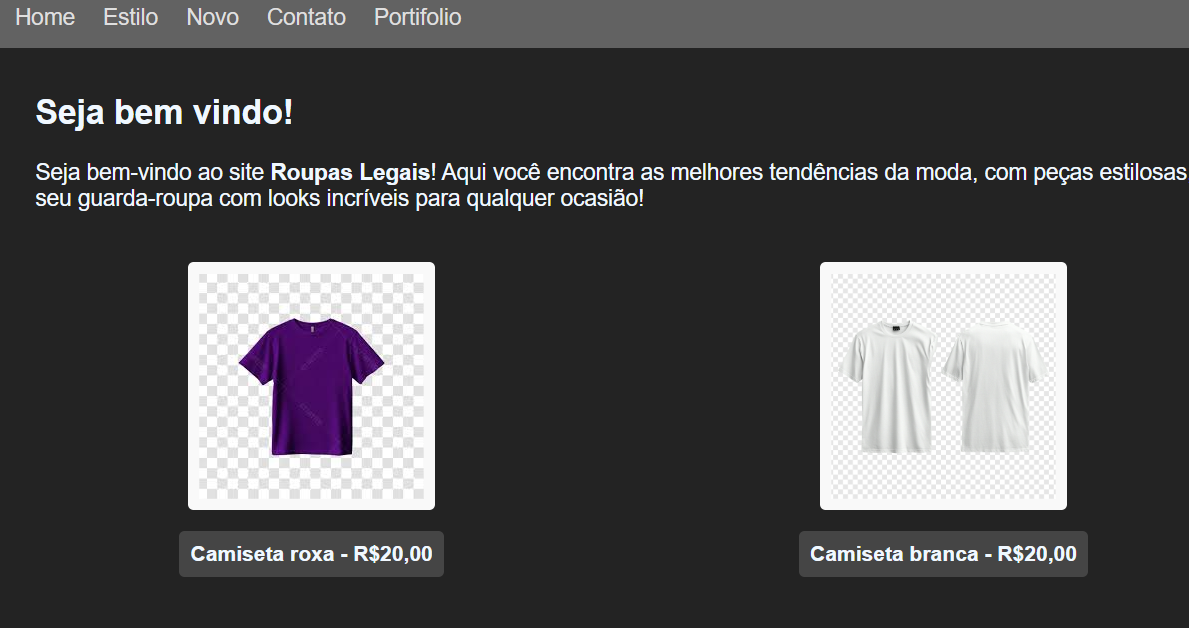 Home Estilo Novo Contato Portifolio
Seja bem vindo!
Seja bem-vindo ao site Roupas Legais! Aqui você encontra as melhores tendências da moda, com peças estilosas
seu guarda-roupa com looks incríveis para qualquer ocasião!
Camiseta roxa - R$20,00
Camiseta branca - R$20,00